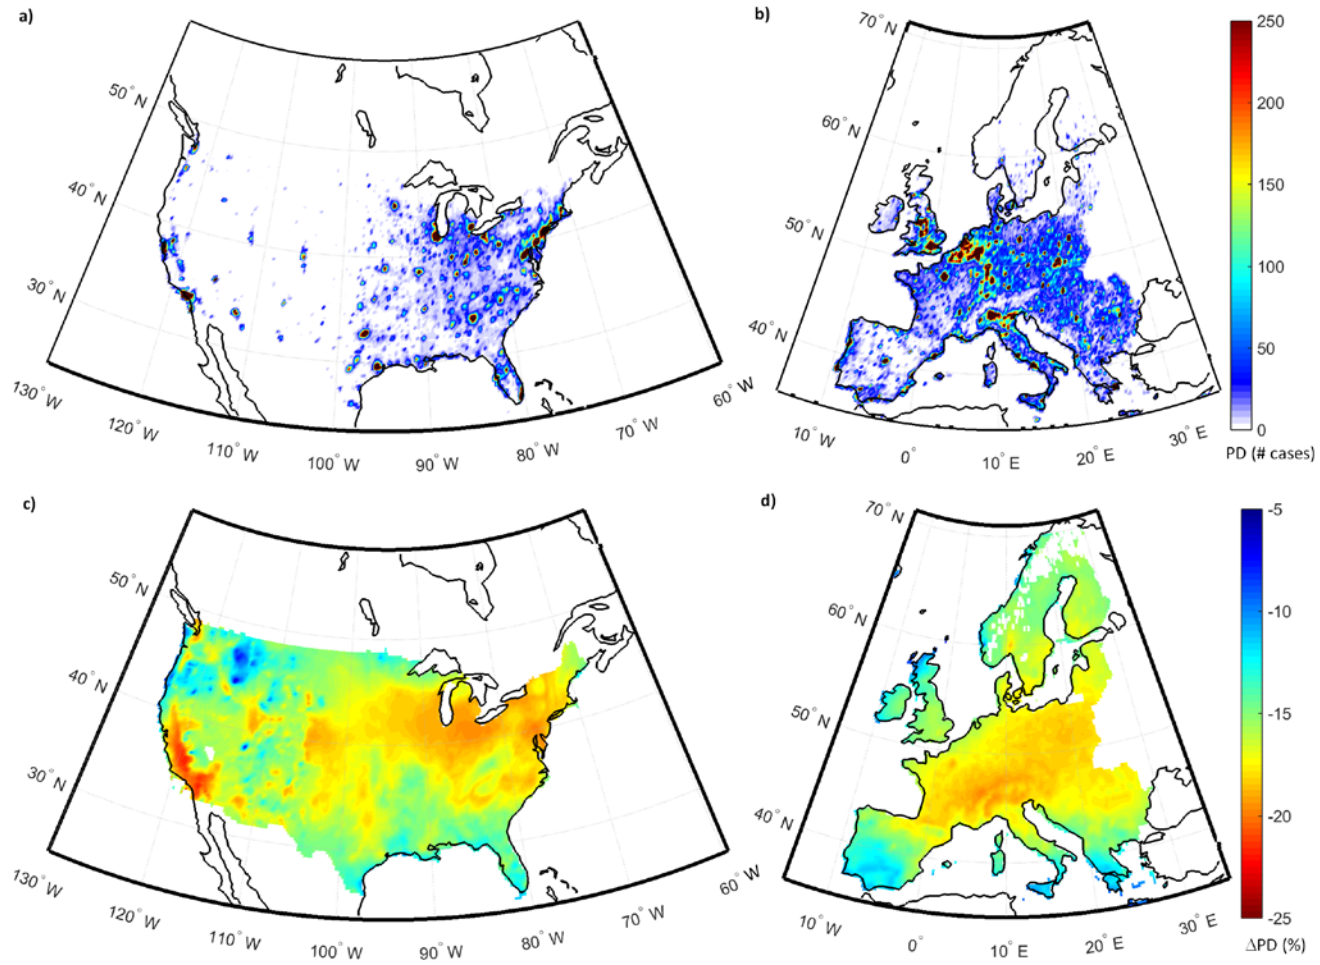 a)
50° N
40° N
30° N
130° W
120° W
110° W
100° W
90° W
80° W
70° W
60° W
b)
70° N
60° N
50° N
40° N
10° W
0°
10° E
20° E
30° E
250
200
150
100
50
0
PD (# cases)
c)
50° N
40° N
30° N
130° W
120° W
110° W
100° W
90° W
80° W
70° W
60° W
d)
70° N
60° N
50° N
40° N
10° W
0°
10° E
20° E
30° E
-5
-10
-15
-20
-25
ΔPD (%)